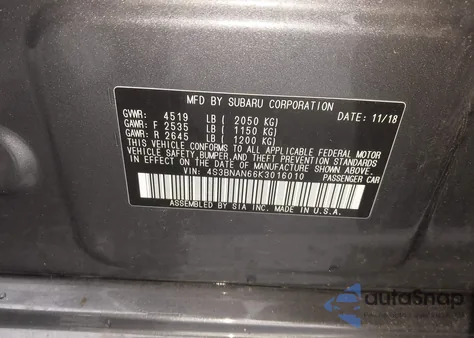 MFD BY SUBARU CORPORATION DATE: 11/18
GVWR: 4519 LB ( 2050 KG)
GAWR: F 2535 LB ( 1150 KG)
GAWR: R 2645 LB ( 1200 KG)
THIS VEHICLE CONFORMS TO ALL APPLICABLE FEDERAL MOTOR
VEHICLE SAFETY, BUMPER, AND THEFT PREVENTION STANDARDS
IN EFFECT ON THE DATE OF MANUFACTURE SHOWN ABOVE.
VIN: 4S3BNAN66K3016010 PASSENGER CAR
ASSEMBLED BY SIA INC. MADE IN U.S.A.
autoSnap